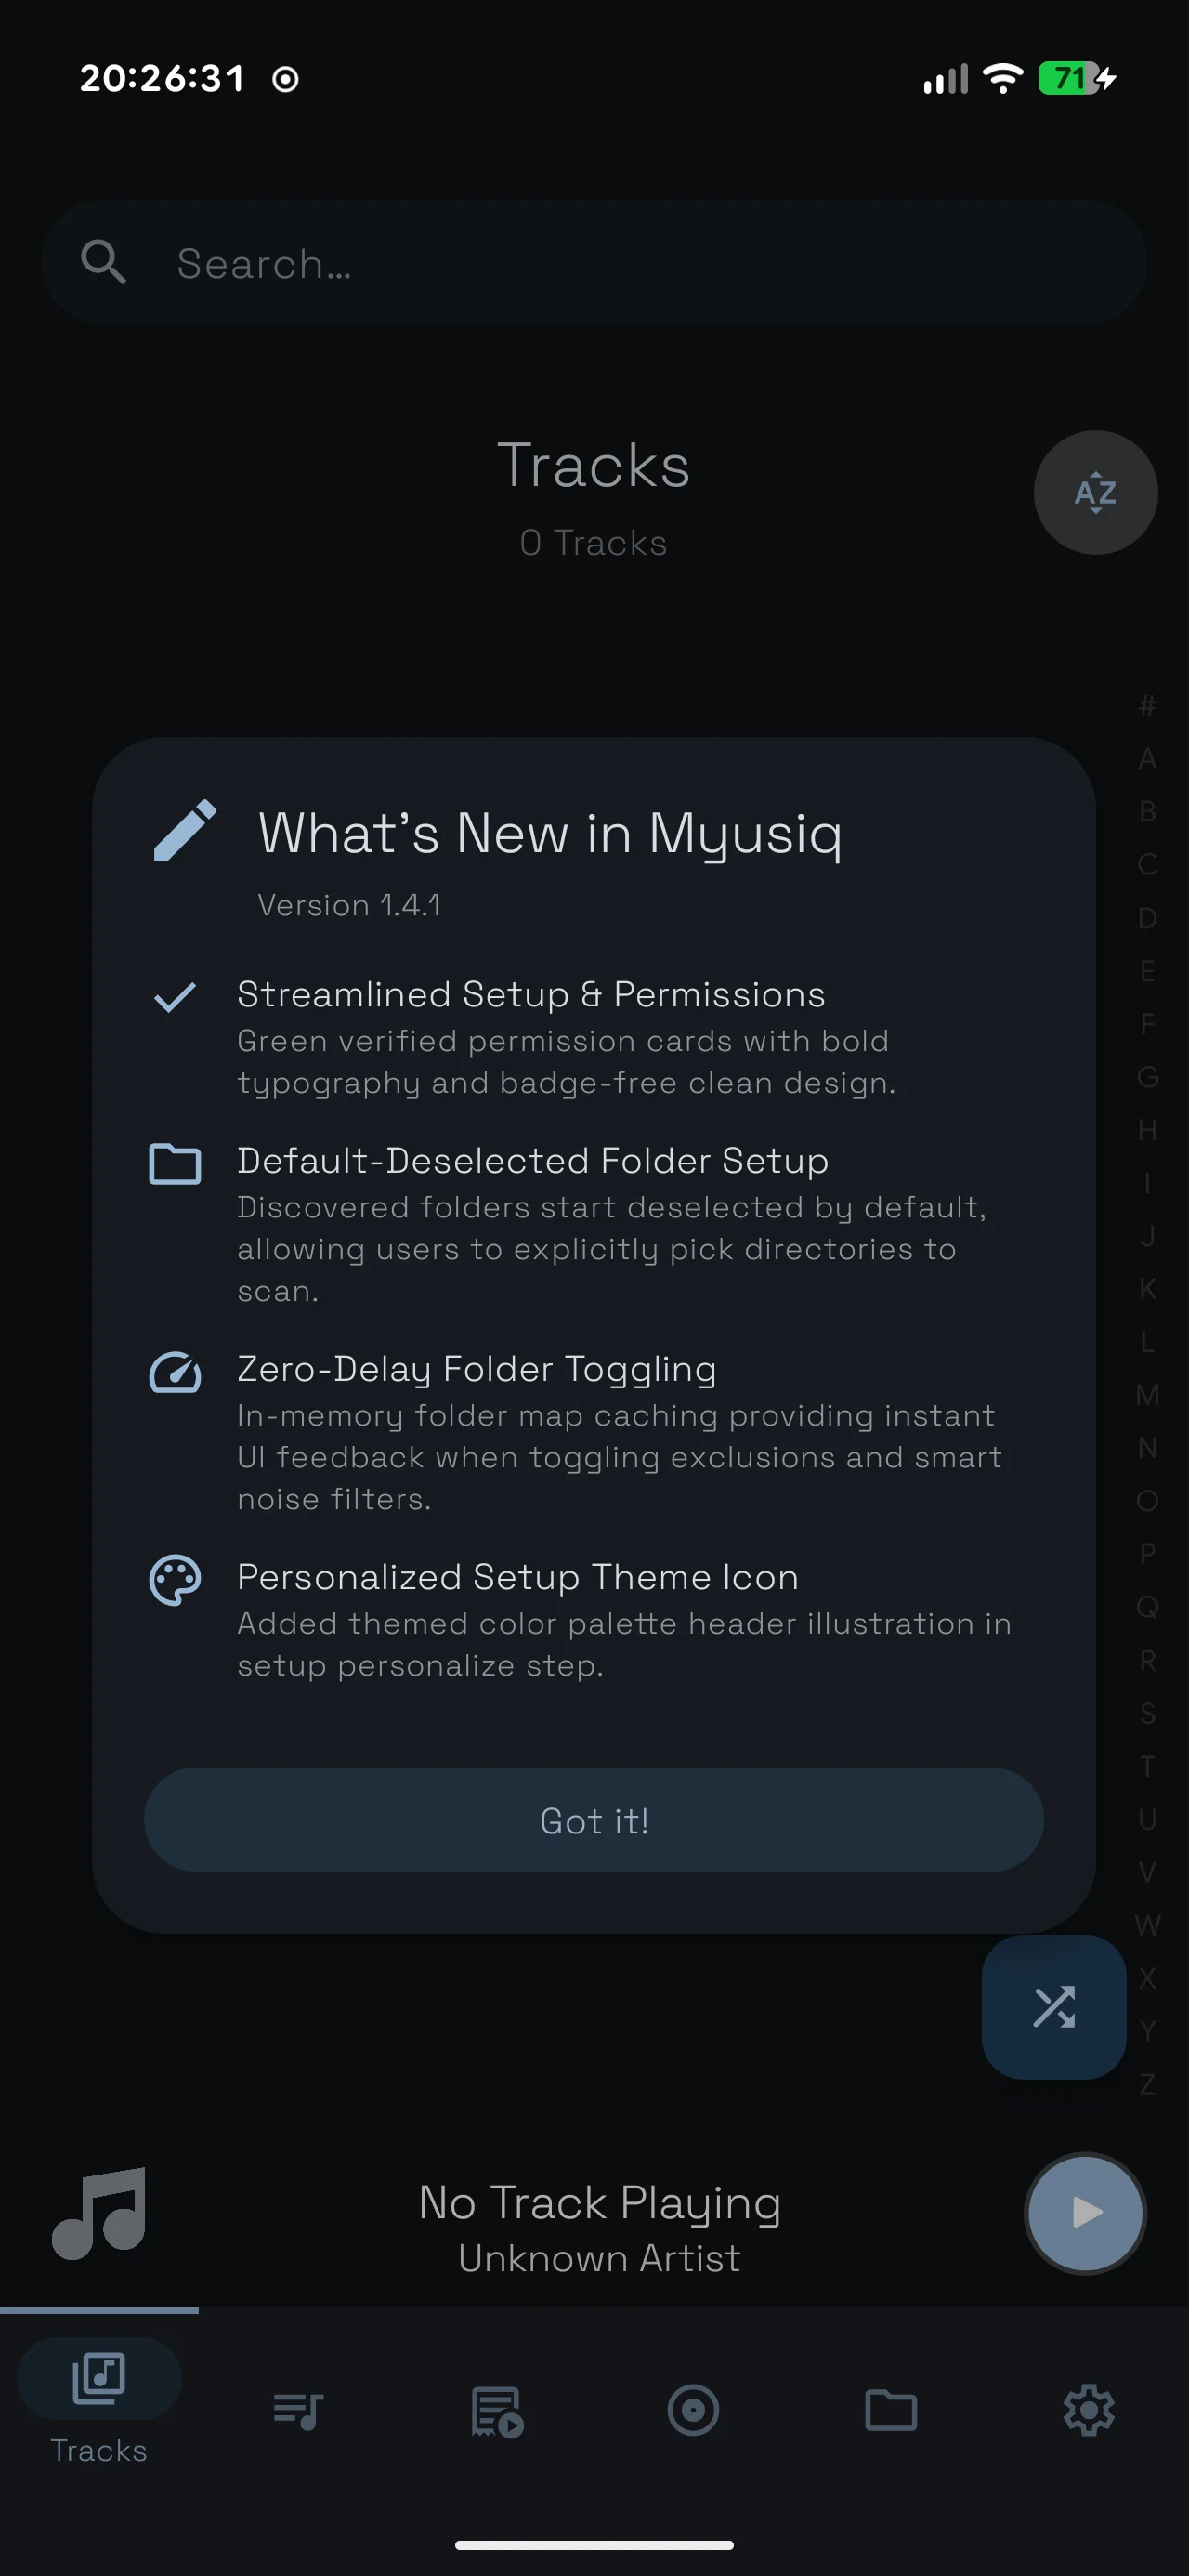 20:26:31
71
Search...
Tracks
0 Tracks
AZ
#
A
B
C
D
E
F
G
H
I
J
K
L
M
N
O
P
Q
R
S
T
U
V
W
X
Y
Z
What's New in Myusiq
Version 1.4.1
Streamlined Setup & Permissions
Green verified permission cards with bold
typography and badge-free clean design.
Default-Deselected Folder Setup
Discovered folders start deselected by default,
allowing users to explicitly pick directories to
scan.
Zero-Delay Folder Toggling
In-memory folder map caching providing instant
UI feedback when toggling exclusions and smart
noise filters.
Personalized Setup Theme Icon
Added themed color palette header illustration in
setup personalize step.
Got it!
No Track Playing
Unknown Artist
Tracks